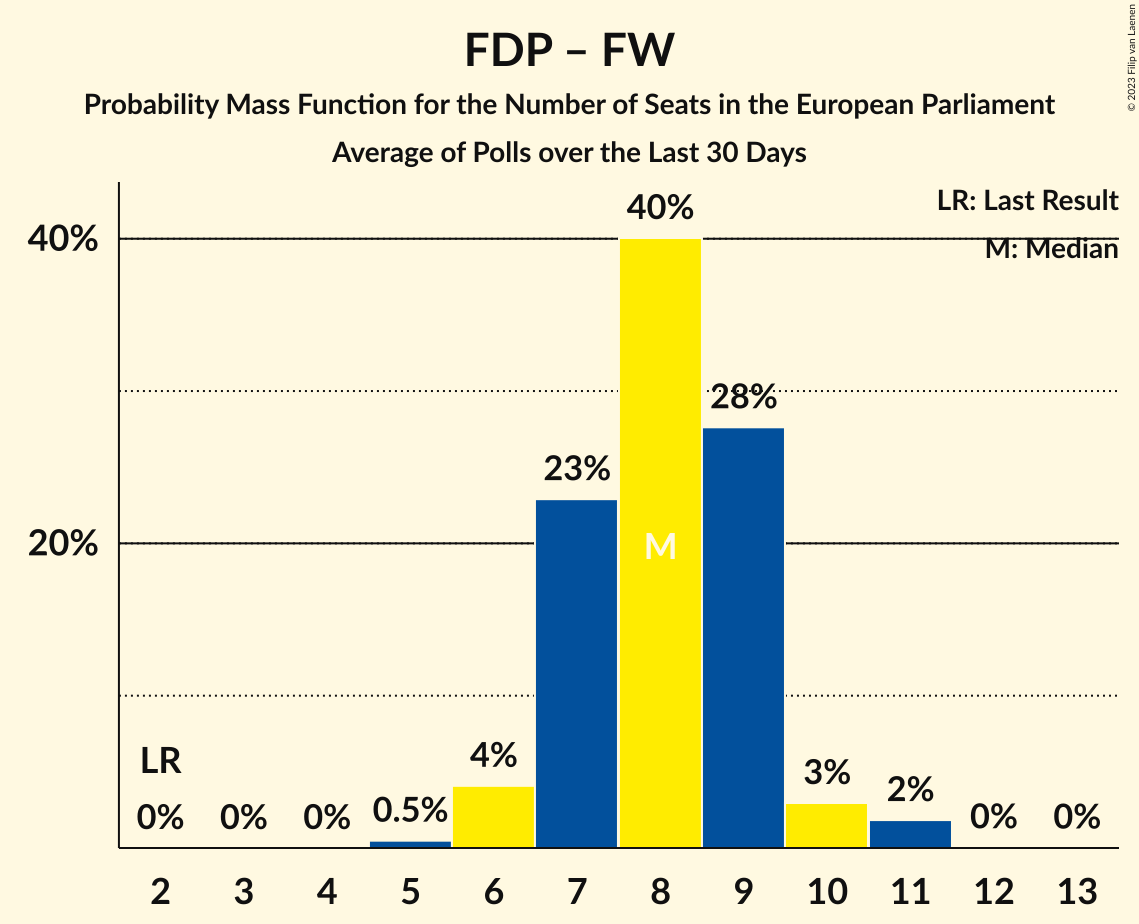 FDP – FW
Probability Mass Function for the Number of Seats in the European Parliament
Average of Polls over the Last 30 Days
© 2023 Filip van Laenen
LR: Last Result
M: Median
40%
20%
LR
0%
0%
0%
0.5%
4%
23%
40%
M
28%
3%
2%
0%
0%
2 3 4 5 6 7 8 9 10 11 12 13